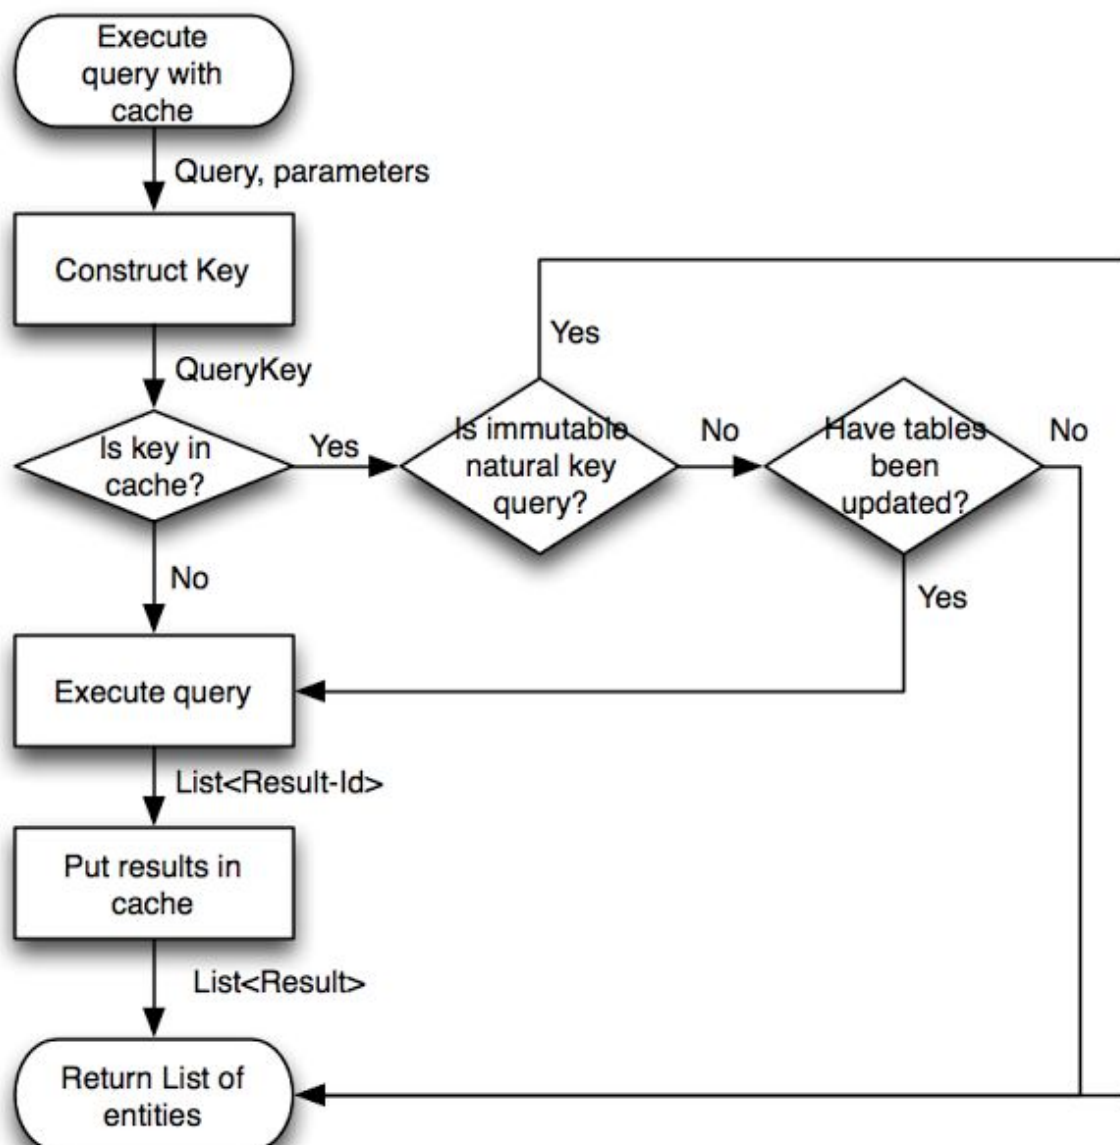 Execute
query with
cache
Query, parameters
Construct Key
QueryKey
Is key in
cache?
Yes
Is immutable
natural key
query?
Yes
No
Have tables
been
updated?
No
Yes
No
Execute query
List<Result-Id>
Put results in
cache
List<Result>
Return List of
entities